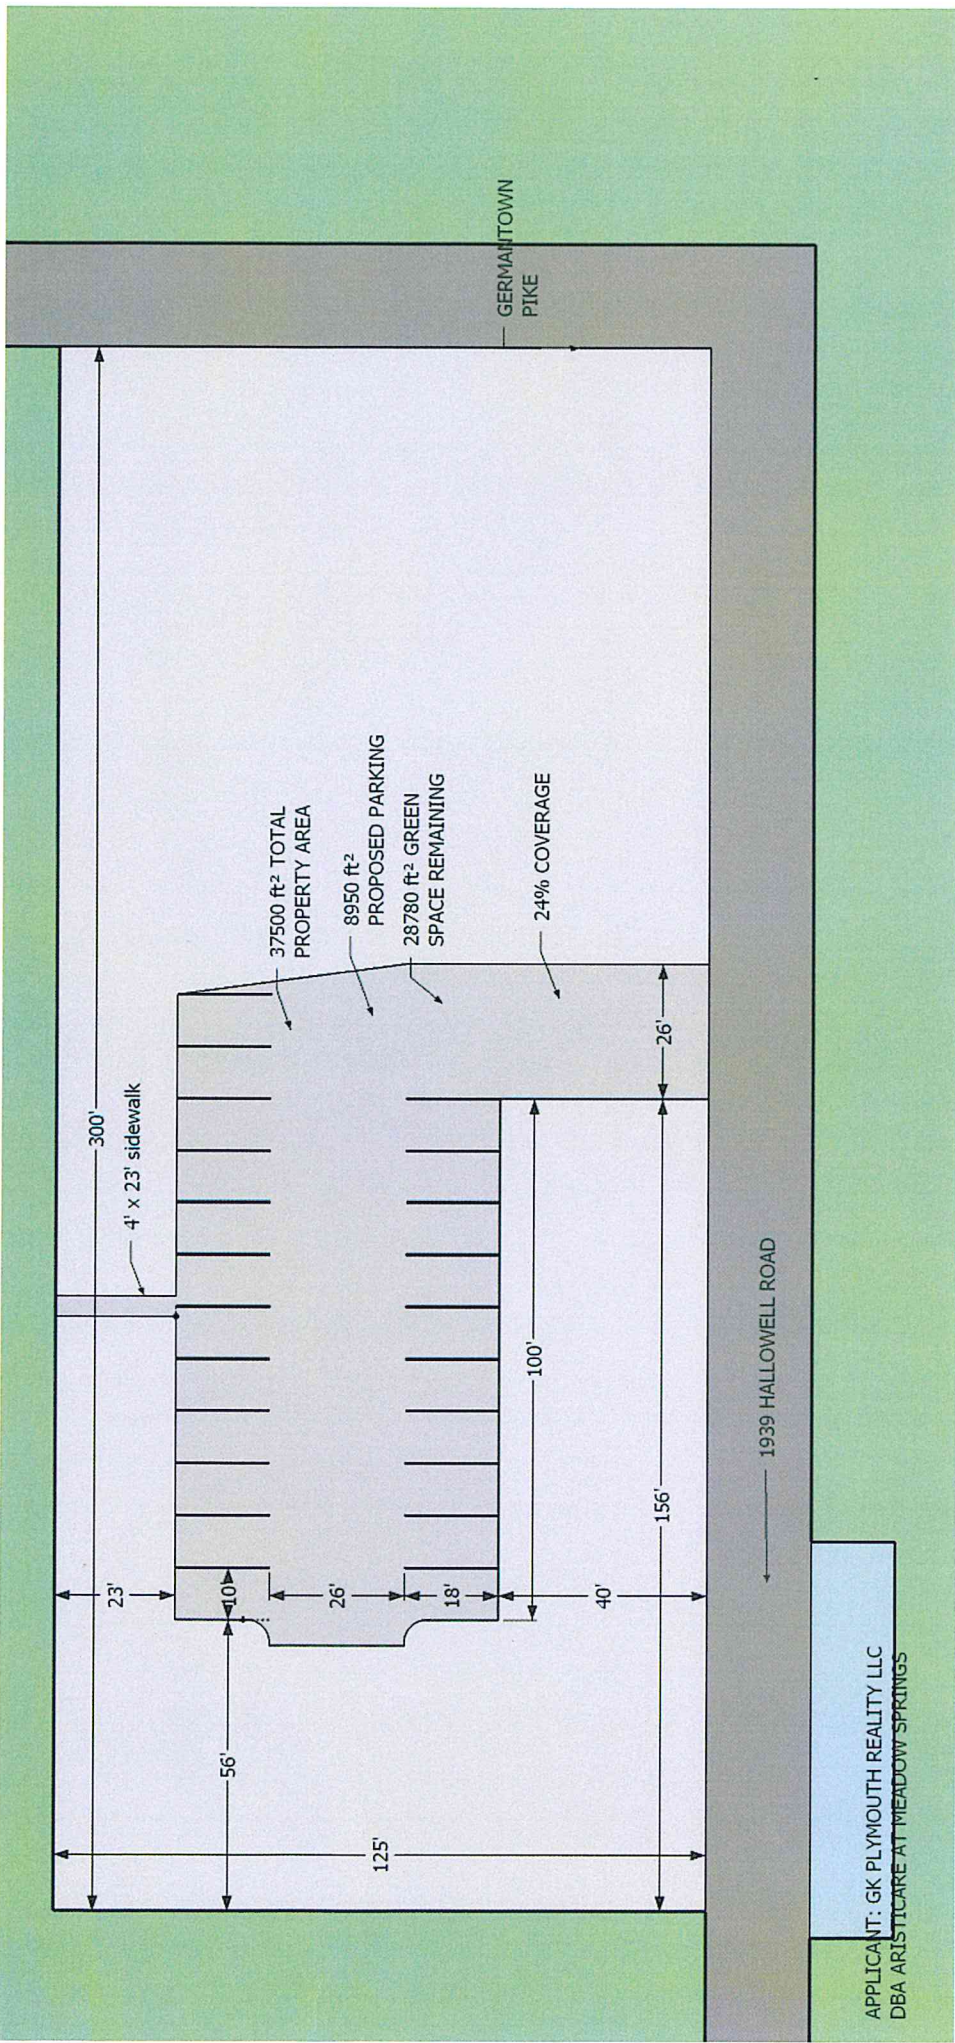 300'
4' x 23' sidewalk
37500 ft² TOTAL
PROPERTY AREA
8950 ft²
PROPOSED PARKING
28780 ft² GREEN
SPACE REMAINING
24% COVERAGE
GERMANTOWN
PIKE
23'
10'
26'
18'
40'
56'
125'
100'
156'
26'
1939 HALLOWELL ROAD
APPLICANT: GK PLYMOUTH REALITY LLC
DBA ARISTICARE AT MEADOW SPRINGS